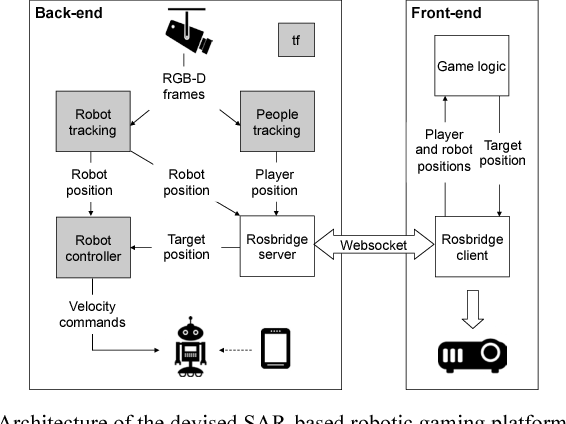 Back-end
Front-end
tf
RGB-D
frames
Game logic
Robot
tracking
People
tracking
Player
and robot
positions
Target
position
Robot
position
Robot
position
Player
position
Robot
controller
Target
position
Rosbridge
server
Websocket
Rosbridge
client
Velocity
commands
Architecture of the devised SAR-based robotic gaming platform